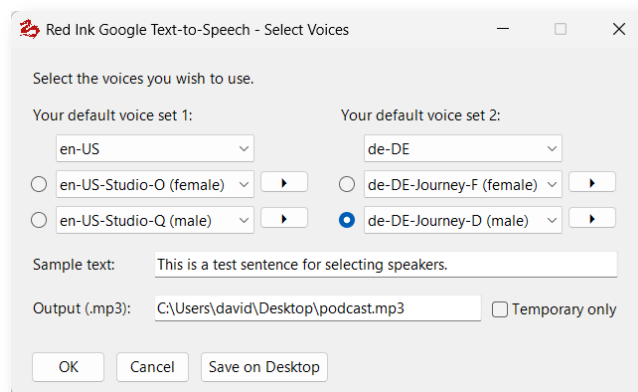 Red Ink Google Text-to-Speech - Select Voices
Select the voices you wish to use.
Your default voice set 1: Your default voice set 2:
en-US de-DE
en-US-Studio-O (female) de-DE-Journey-F (female)
en-US-Studio-Q (male) de-DE-Journey-D (male)
Sample text: This is a test sentence for selecting speakers.
Output (.mp3): C:\Users\david\Desktop\podcast.mp3 Temporary only
OK Cancel Save on Desktop